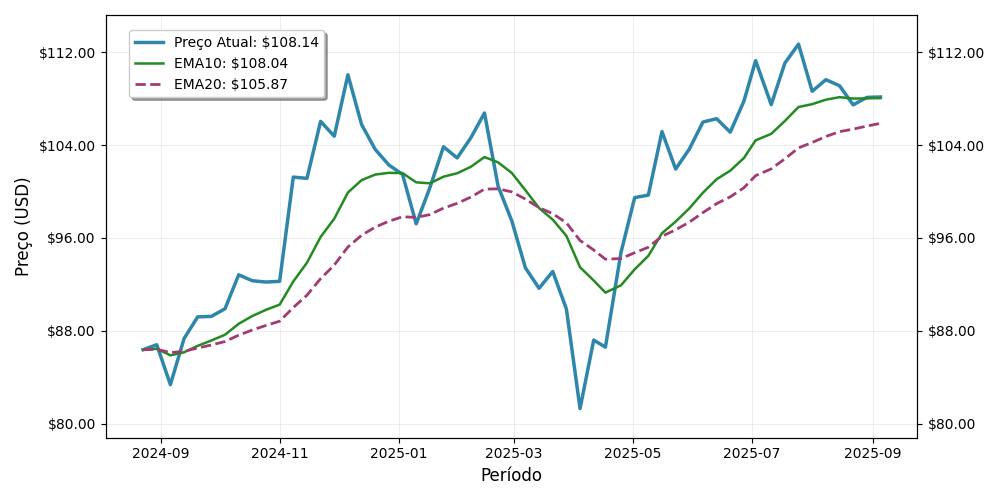 Preço Atual: $108.14
EMA10: $108.04
EMA20: $105.87
$112.00
$104.00
$96.00
$88.00
$80.00
$112.00
$104.00
$96.00
$88.00
$80.00
Preço (USD)
2024-09 2024-11 2025-01 2025-03 2025-05 2025-07 2025-09
Período